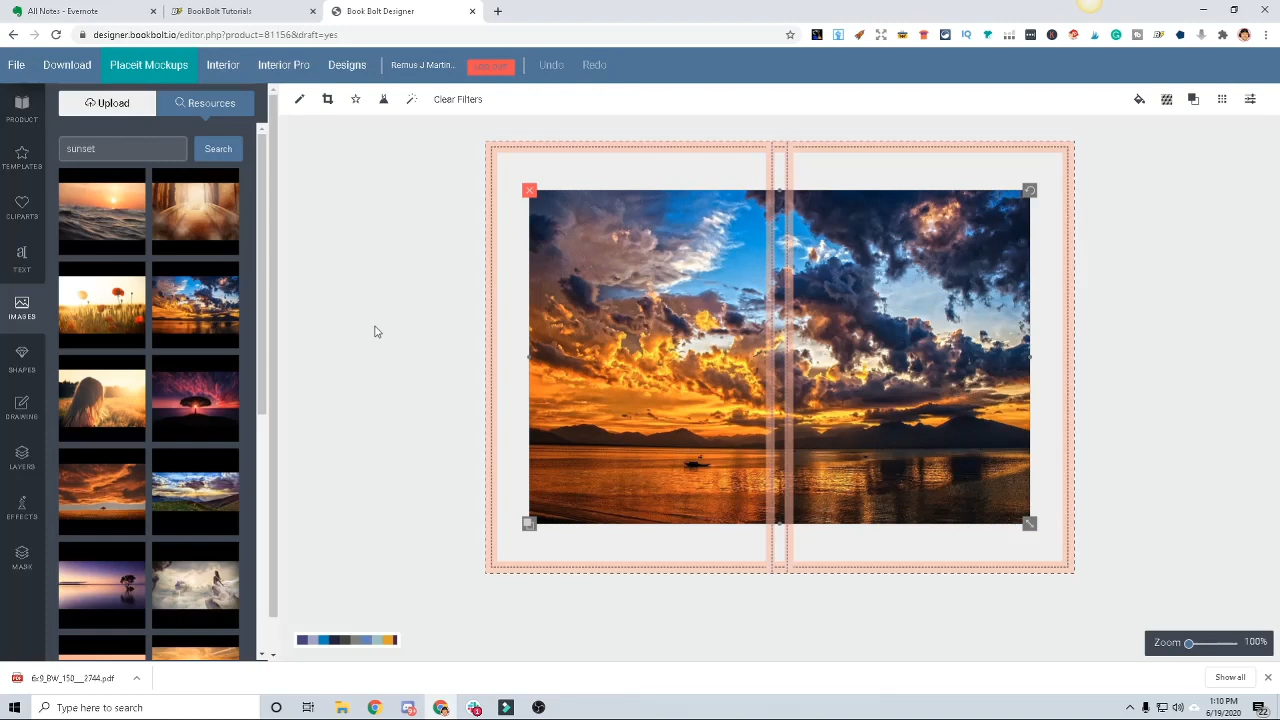 All Notes - Evernote
BookBolt Tutorials
Book Bolt Designer
designer.bookbolt.io/editor.php?product=81156&draft=yes
File
Download
Placeit Mockups
Interior
Interior Pro
Designs
Remus J Martin...
LOG OUT
Undo
Redo
Upload
Resources
Clear Filters
PRODUCT
TEMPLATES
CLIPARTS
TEXT
IMAGES
SHAPES
DRAWING
LAYERS
EFFECTS
MASK
sunset
Search
Zoom
100%
6x9_BW_150___2744.pdf
Show all
Type here to search
1:10 PM
6/19/2020